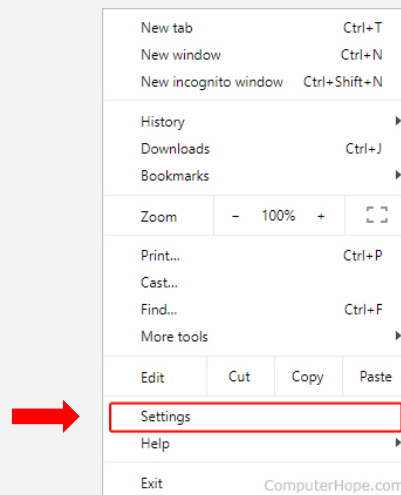 New tab Ctrl+T
New window Ctrl+N
New incognito window Ctrl+Shift+N
History
Downloads Ctrl+J
Bookmarks
Zoom - 100% +
Print... Ctrl+P
Cast...
Find... Ctrl+F
More tools
Edit Cut Copy Paste
Settings
Help
Exit
ComputerHope.com